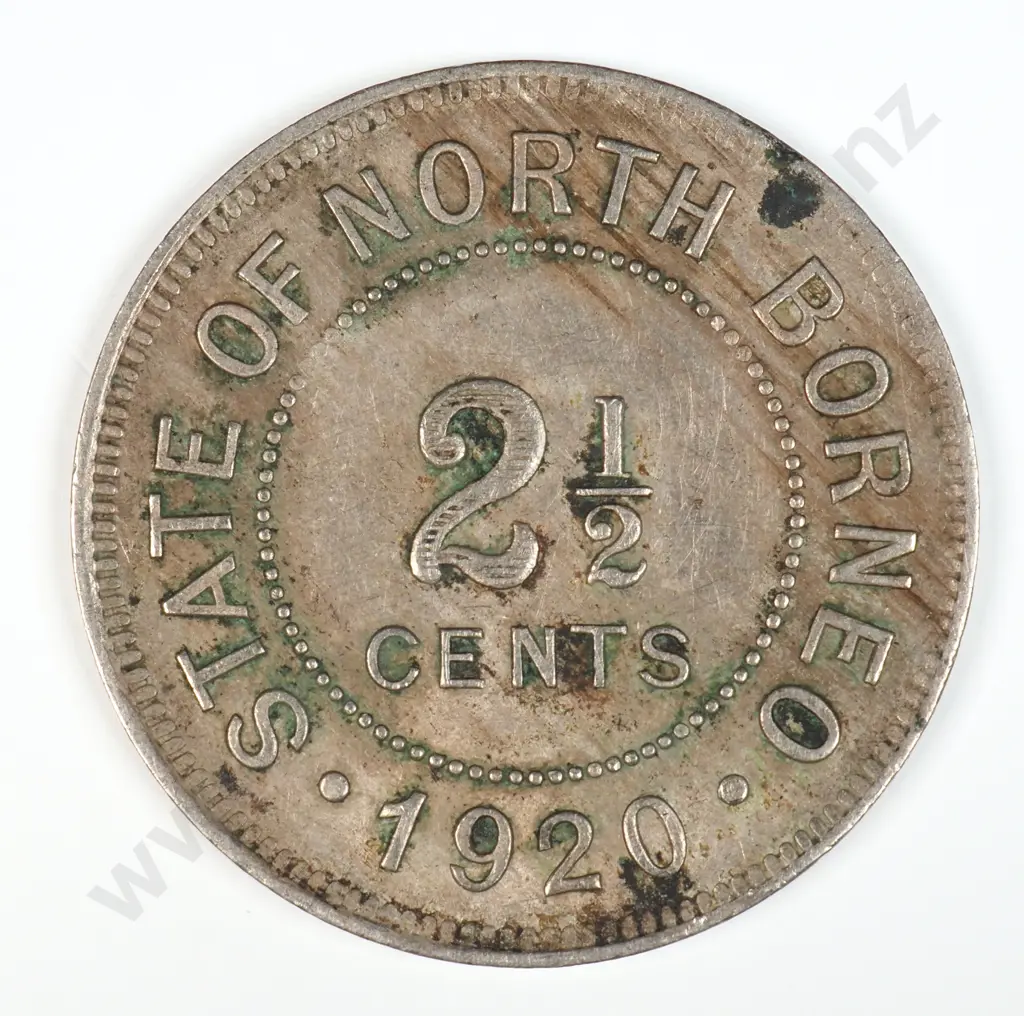 STATE OF NORTH BORNEO
2½
CENTS
· 1920 ·